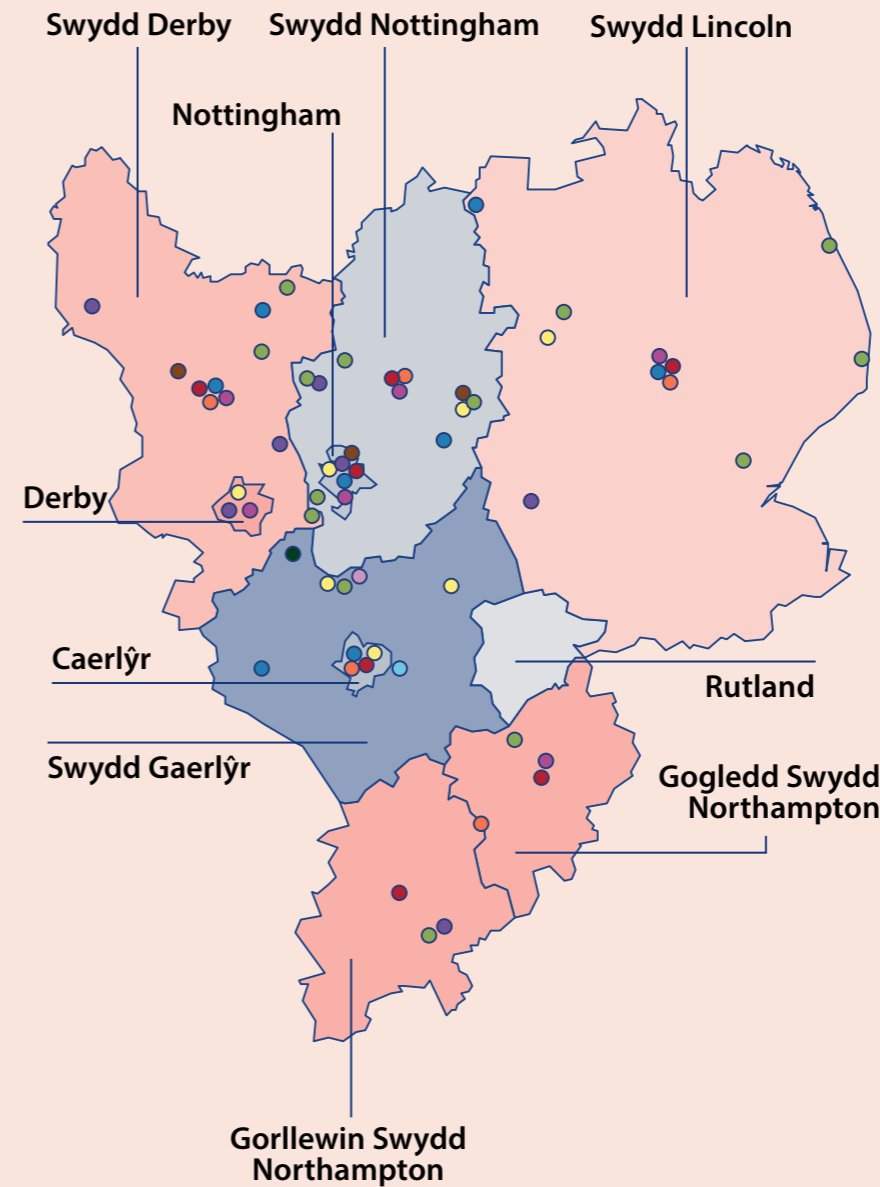 Swydd Derby
Swydd Nottingham
Swydd Lincoln
Nottingham
Derby
Caerlŷr
Rutland
Swydd Gaerlŷr
Gogledd Swydd
Northampton
Gorllewin Swydd
Northampton